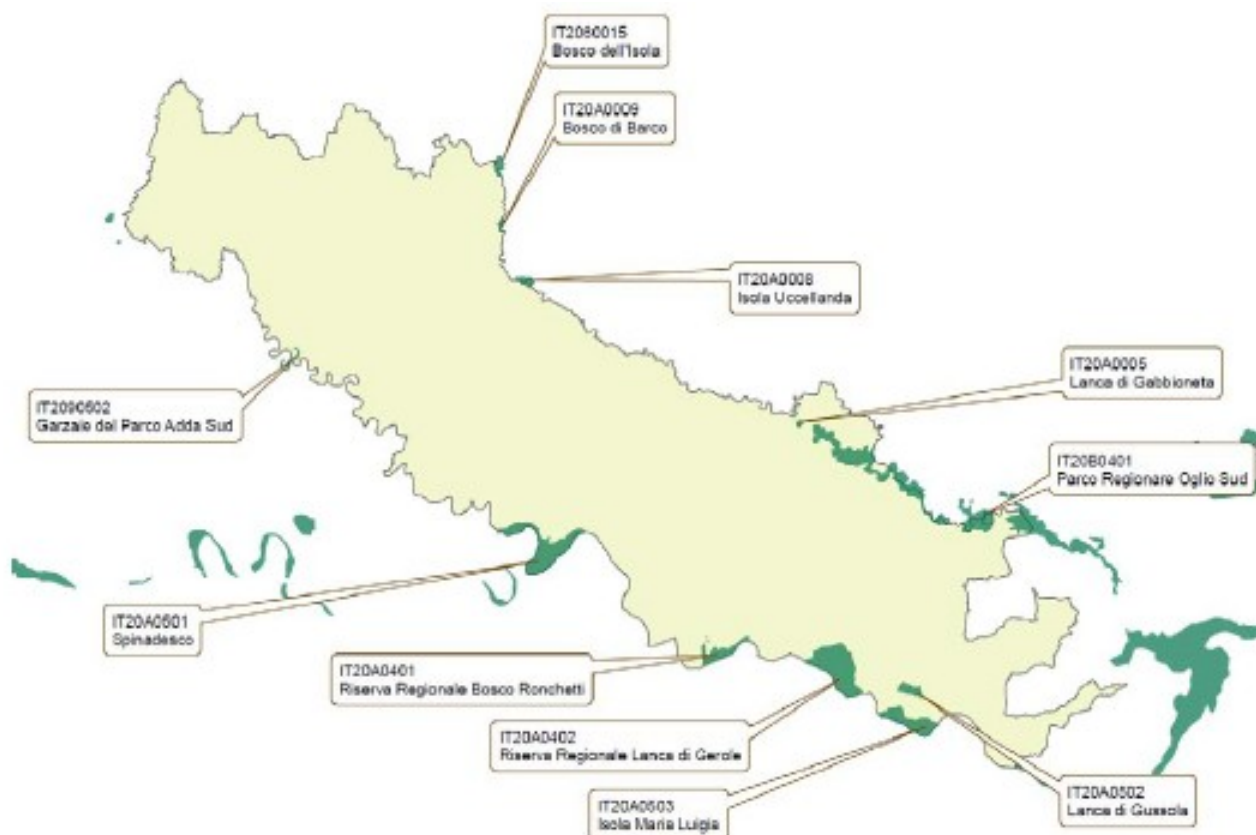 IT2060015
Bosco dell'Isola
IT20A0009
Bosco di Barco
IT20A0008
Isola Uccellanda
IT20A0005
Lanca di Gabbioneta
IT2090502
Garzaie del Parco Adda Sud
IT20B0401
Parco Regionare Oglio Sud
IT20A0501
Spinadesco
IT20A0401
Riserva Regionale Bosco Ronchetti
IT20A0402
Riserva Regionale Lanca di Gerole
IT20A0503
Isola Maria Luigia
IT20A0502
Lanca di Gussola